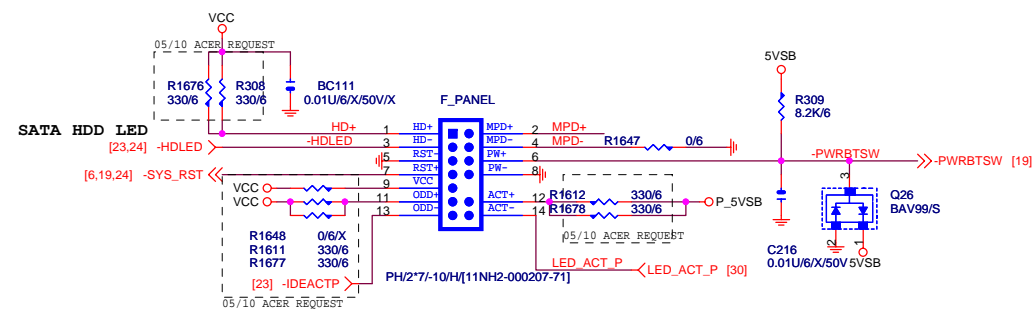 VCC
05/10 ACER REQUEST
R1676
330/6
R308
330/6
BC111
0.01U/6/X/50V/X
F_PANEL
5VSB
R309
8.2K/6
SATA HDD LED
HD+ 1 HD+ MPD+ 2 MPD+
[23,24] -HDLED -HDLED 3 HD- MPD- 4 MPD- R1647 0/6
5 RST- PW+ 6 -PWRBTSW -PWRBTSW [19]
[6,19,24] -SYS_RST 7 RST+ PW- 8
VCC 9 VCC
VCC 11 ODD+ ACT+ 12 R1612 330/6 P_5VSB
13 ODD- ACT- 14 R1678 330/6
05/10 ACER REQUEST
3
Q26
BAV99/S
2
1
5VSB
C216
0.01U/6/X/50V
R1648 0/6/X
R1611 330/6
R1677 330/6
LED_ACT_P LED_ACT_P [30]
[23] -IDEACTP
PH/2*7/-10/H/[11NH2-000207-71]
05/10 ACER REQUEST